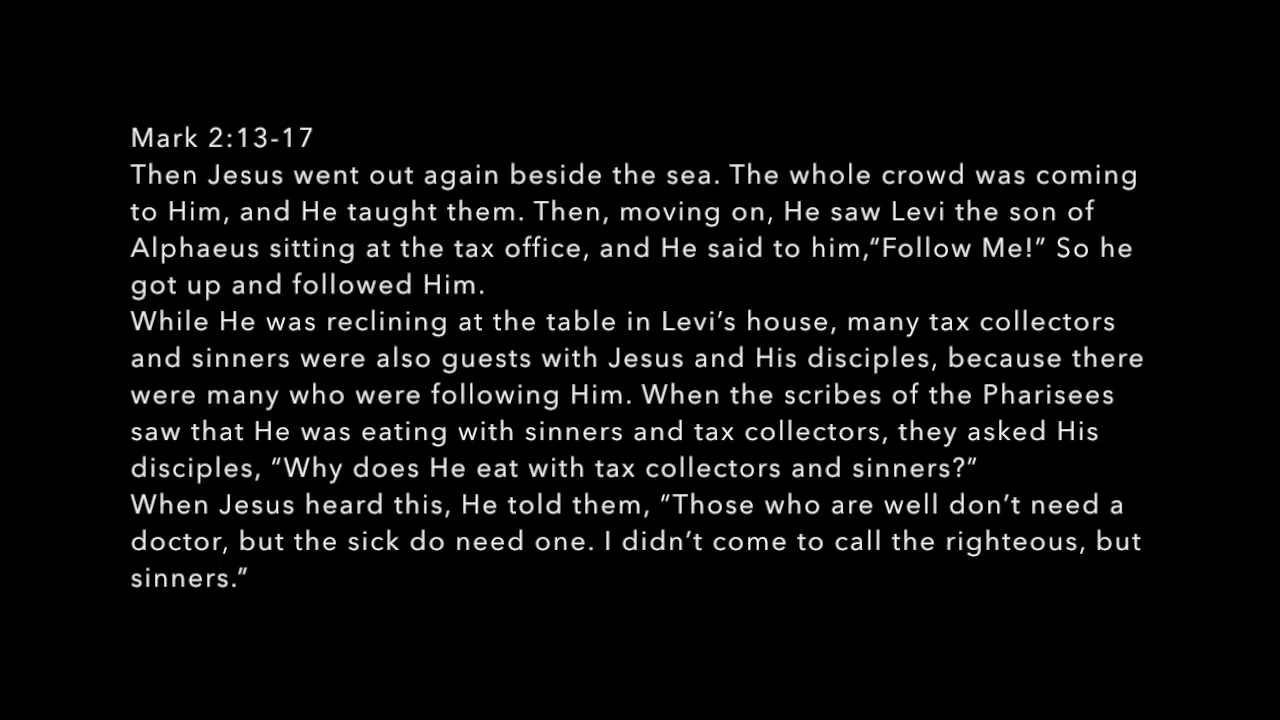 Mark 2:13-17
Then Jesus went out again beside the sea. The whole crowd was coming
to Him, and He taught them. Then, moving on, He saw Levi the son of
Alphaeus sitting at the tax office, and He said to him,“Follow Me!” So he
got up and followed Him.
While He was reclining at the table in Levi’s house, many tax collectors
and sinners were also guests with Jesus and His disciples, because there
were many who were following Him. When the scribes of the Pharisees
saw that He was eating with sinners and tax collectors, they asked His
disciples, “Why does He eat with tax collectors and sinners?”
When Jesus heard this, He told them, “Those who are well don’t need a
doctor, but the sick do need one. I didn’t come to call the righteous, but
sinners.”